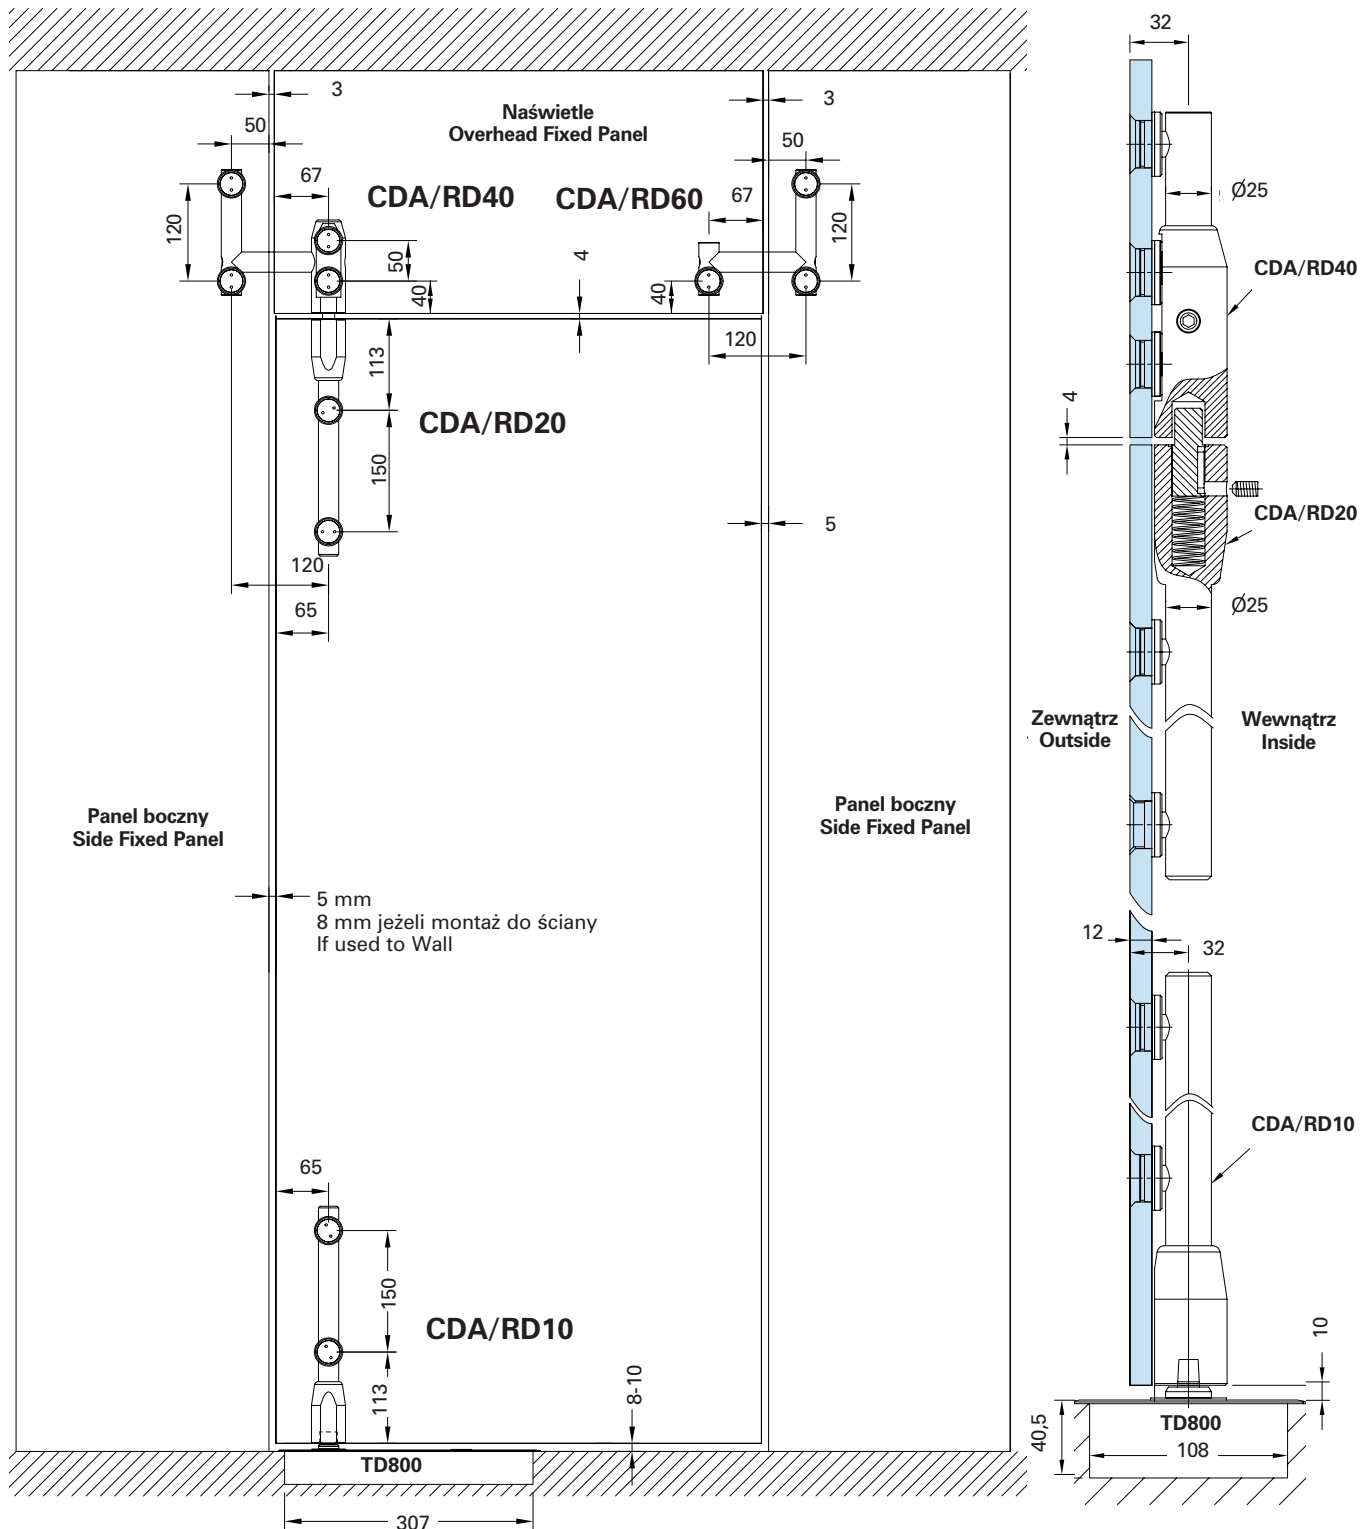 32
3
Naświetle
Overhead Fixed Panel
3
50
50
67
CDA/RD40
CDA/RD60
67
Ø25
120
50
4
120
40
40
CDA/RD40
120
113
4
CDA/RD20
150
5
CDA/RD20
120
65
Ø25
Zewnątrz
Outside
Wewnątrz
Inside
Panel boczny
Side Fixed Panel
Panel boczny
Side Fixed Panel
5 mm
8 mm jeżeli montaż do ściany
If used to Wall
12
32
CDA/RD10
65
150
CDA/RD10
10
113
8-10
TD800
40,5
TD800
108
307